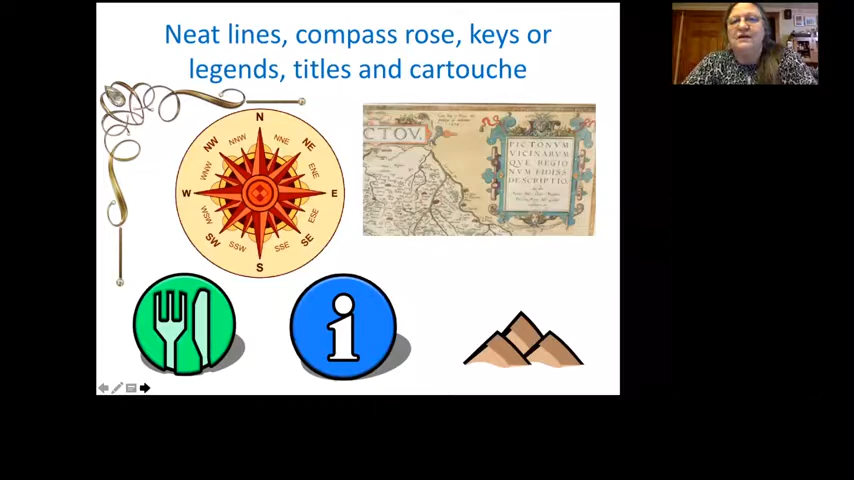 Neat lines, compass rose, keys or
legends, titles and cartouche
N
NNW
NNE
NW
NE
WNW
ENE
W
E
WSW
ESE
SW
SE
SSW
SSE
S
CTOV.
PICTONVM
VICINARVM
QVE REGIO
NVM FIDISS
DESCRIPTIO
i